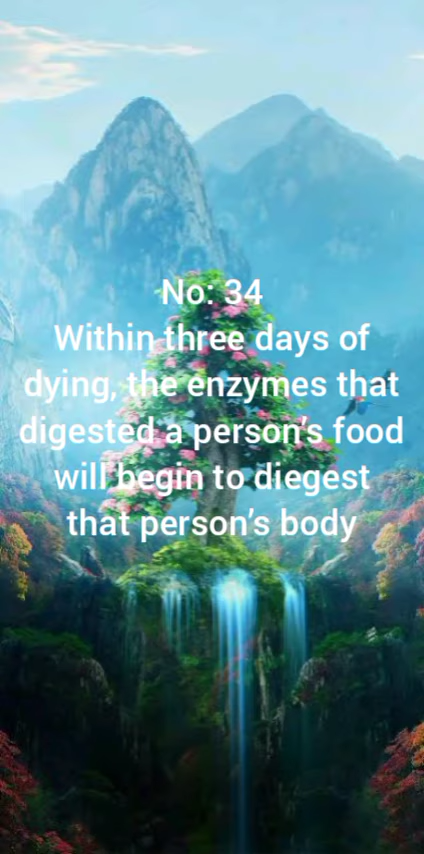 No: 34
Within three days of
dying, the enzymes that
digested a person's food
will begin to diegest
that person's body